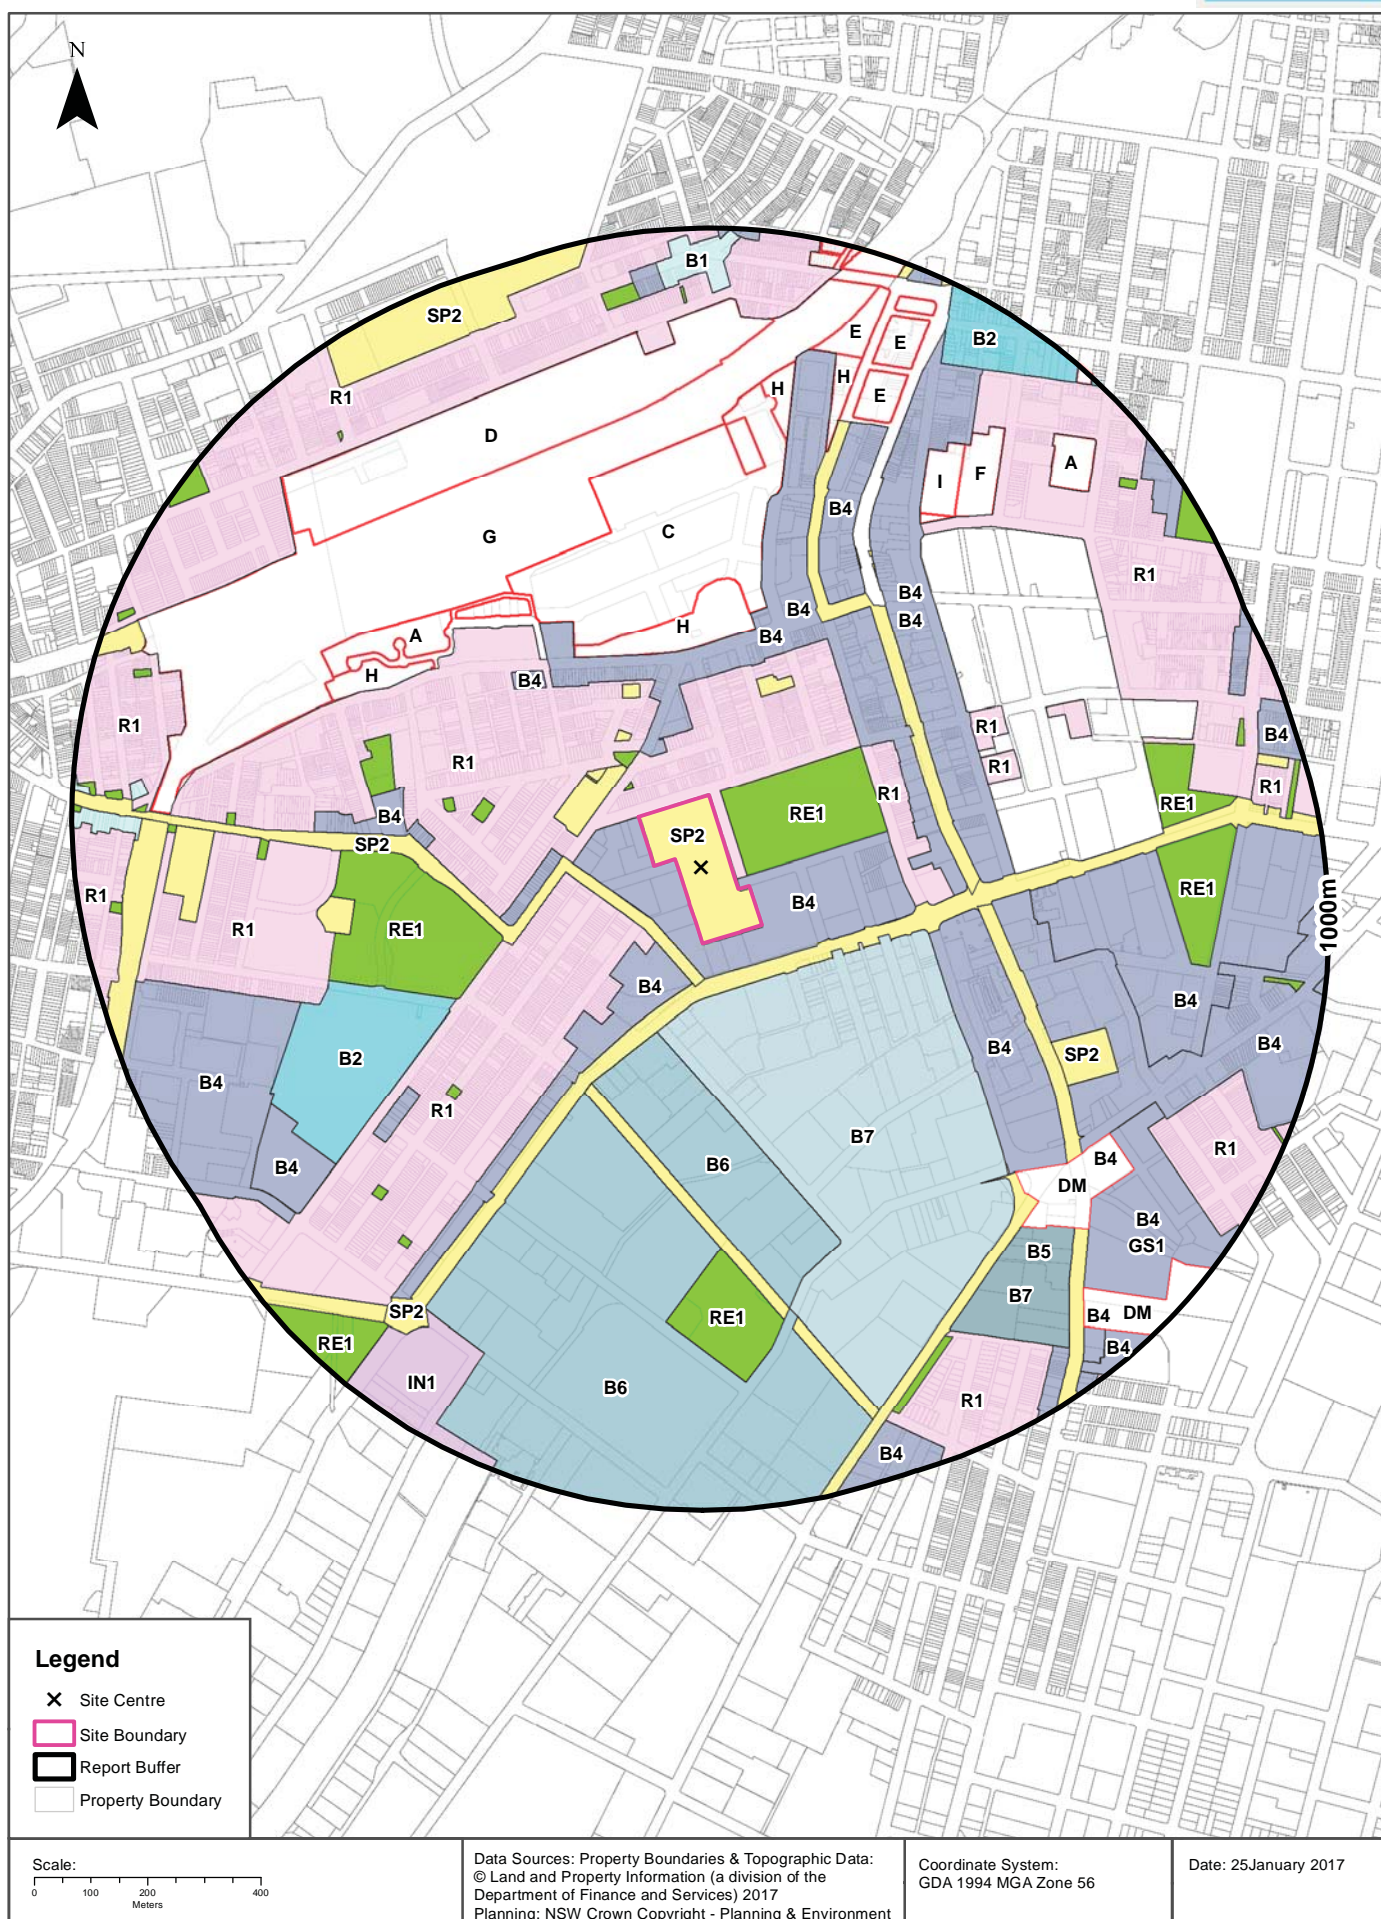 N
B1
SP2
E
E
B2
H
H
E
R1
D
A
F
I
B4
G
C
R1
B4
B4
H
B4
B4
A
H
B4
R1
R1
B4
R1
R1
R1
R1
RE1
RE1
B4
SP2
SP2
RE1
R1
B4
R1
RE1
1000m
B4
B4
B4
B4
SP2
B2
B4
R1
B7
B4
R1
B6
B4
DM
B4
GS1
B5
B7
SP2
RE1
B4
DM
RE1
B4
IN1
B6
R1
B4
Legend
Site Centre
Site Boundary
Report Buffer
Property Boundary
Scale:
0 100 200 400
Meters
Data Sources: Property Boundaries & Topographic Data:
© Land and Property Information (a division of the
Department of Finance and Services) 2017
Planning: NSW Crown Copyright - Planning & Environment
Coordinate System:
GDA 1994 MGA Zone 56
Date: 25January 2017